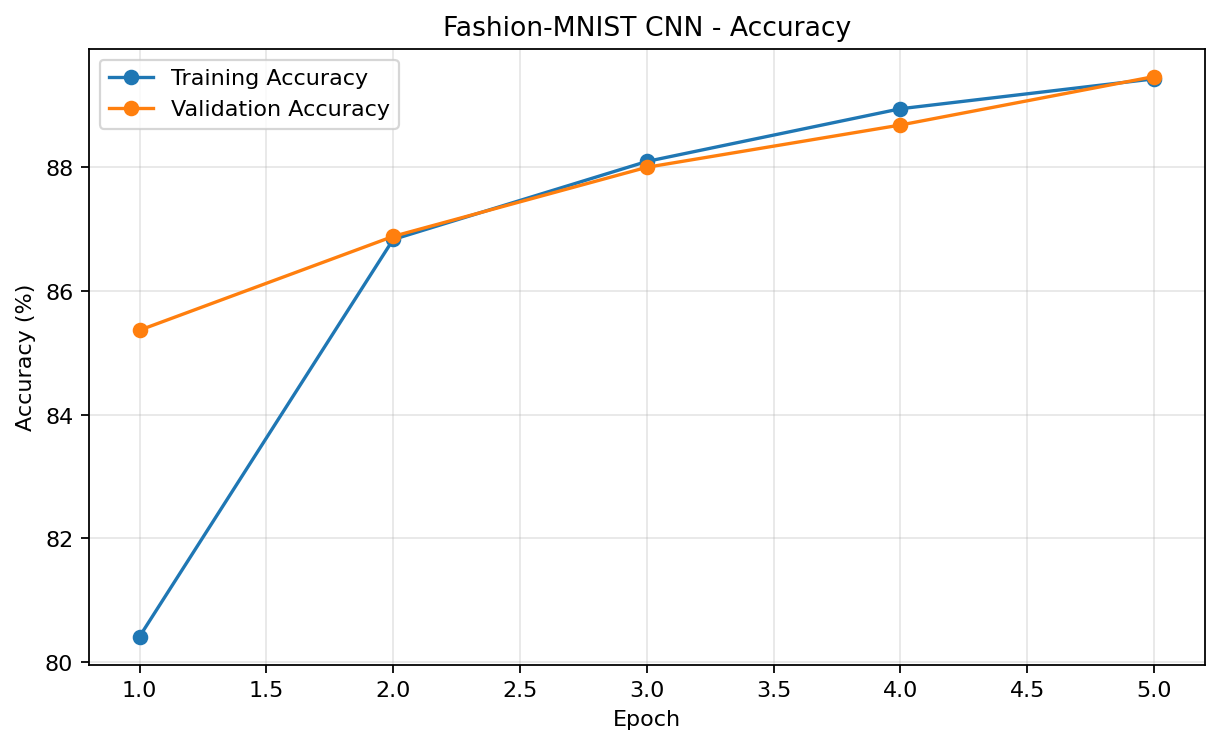 Fashion-MNIST CNN - Accuracy
Training Accuracy
Validation Accuracy
Accuracy (%)
88
86
84
82
80
1.0 1.5 2.0 2.5 3.0 3.5 4.0 4.5 5.0
Epoch